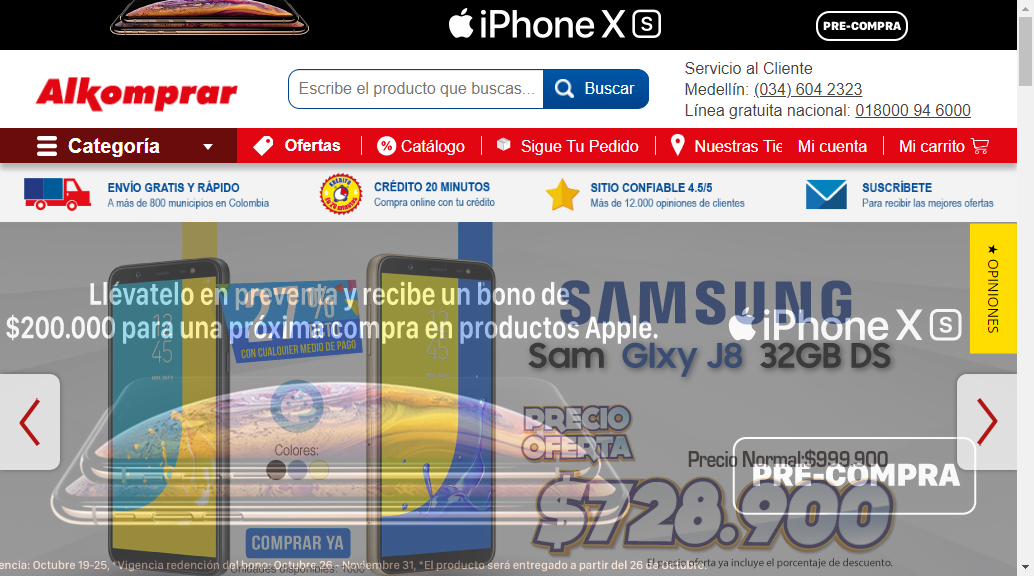 iPhone XS
PRE-COMPRA
Alkomprar
Escribe el producto que buscas...
Buscar
Servicio al Cliente
Medellín: (034) 604 2323
Línea gratuita nacional: 018000 94 6000
Categoría
Ofertas
% Catálogo
Sigue Tu Pedido
Nuestras Tie
Mi cuenta
Mi carrito
ENVÍO GRATIS Y RÁPIDO
A más de 800 municipios en Colombia
CRÉDITO 20 MINUTOS
Compra online con tu crédito
SITIO CONFIABLE 4.5/5
Más de 12.000 opiniones de clientes
SUSCRÍBETE
Para recibir las mejores ofertas
★ OPINIONES
Llévatelo en preventa y recibe un bono de
$200.000 para una próxima compra en productos Apple.
27%
CON CUALQUIER MEDIO DE PAGO
SAMSUNG
iPhone XS
Sam Glxy J8 32GB DS
Colores:
PRECIO
OFERTA
Precio Normal:$999.900
PRE-COMPRA
$728.900
COMPRAR YA
Unidades disponibles: 1000
encia: Octubre 19-25, *Vigencia redención del bono: Octubre 26 - Noviembre 31, *El producto será entregado a partir del 26 de octubre.
El precio oferta ya incluye el porcentaje de descuento.